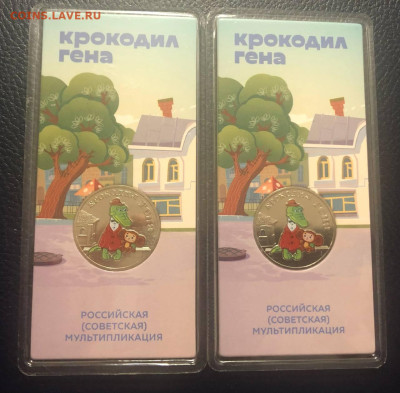 COINS.LAVE.RU
КРОКОДИЛ
ГЕНА
РОССИЙСКАЯ
(СОВЕТСКАЯ)
МУЛЬТИПЛИКАЦИЯ
КРОКОДИЛ
ГЕНА
РОССИЙСКАЯ
(СОВЕТСКАЯ)
МУЛЬТИПЛИКАЦИЯ